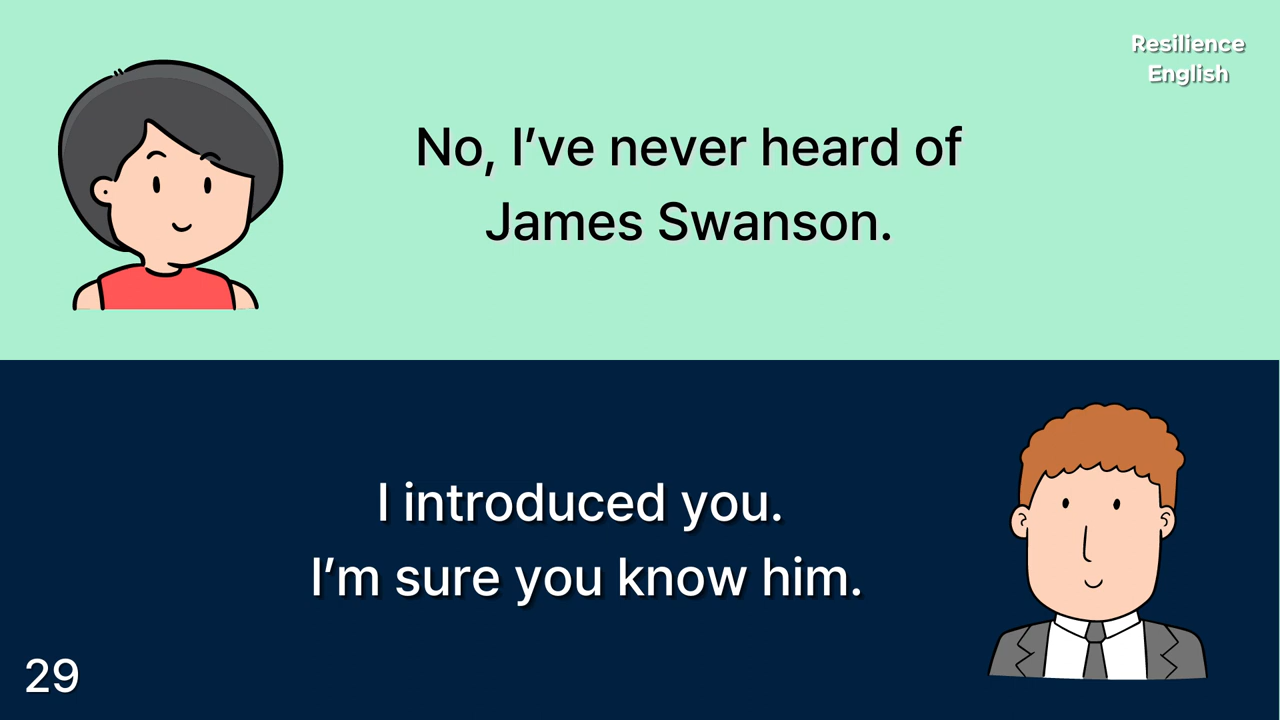 Resilience
English
No, I’ve never heard of
James Swanson.
I introduced you.
I’m sure you know him.
29